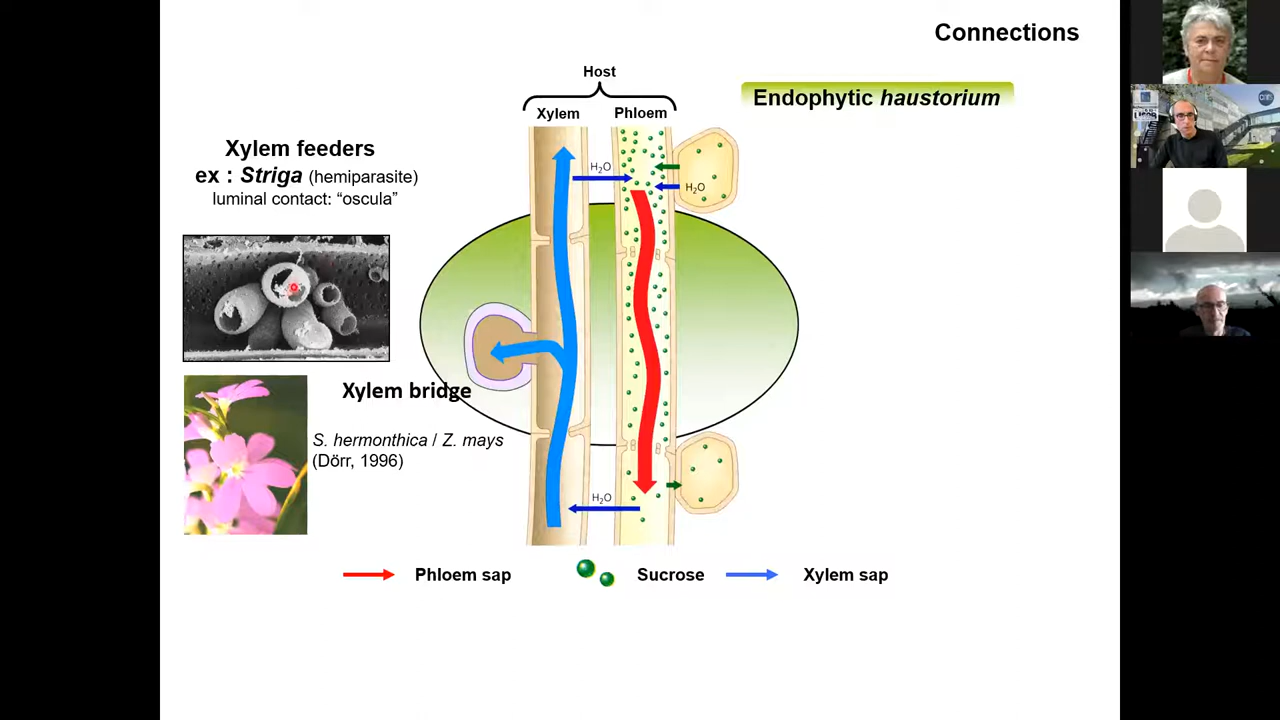 Connections
Endophytic haustorium
Host
Xylem Phloem
Xylem feeders
ex : Striga (hemiparasite)
luminal contact: “oscula”
H₂O
H₂O
Xylem bridge
S. hermonthica / Z. mays
(Dörr, 1996)
H₂O
Phloem sap
Sucrose
Xylem sap